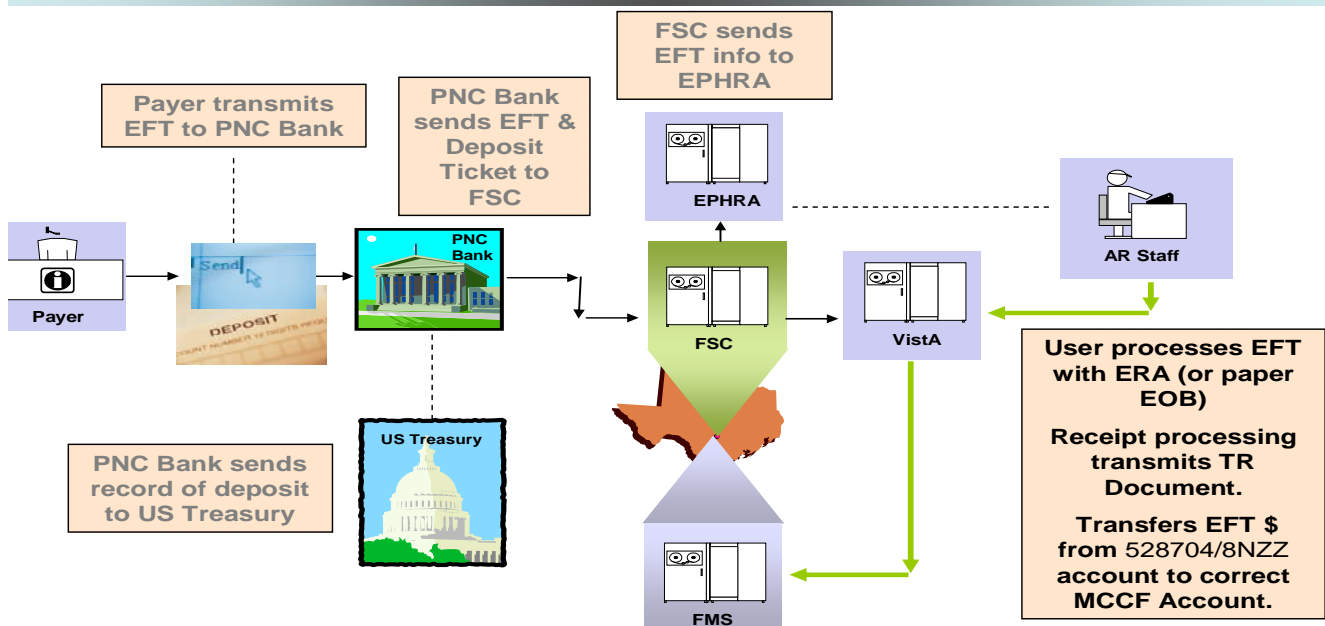 FSC sends
EFT info to
EPHRA
Payer transmits
EFT to PNC Bank
PNC Bank
sends EFT &
Deposit
Ticket to
FSC
EPHRA
AR Staff
Payer
Send
DEPOSIT
PNC
Bank
FSC
VistA
US Treasury
PNC Bank sends
record of deposit
to US Treasury
FMS
User processes EFT
with ERA (or paper
EOB)
Receipt processing
transmits TR
Document.
Transfers EFT $
from 528704/8NZZ
account to correct
MCCF Account.